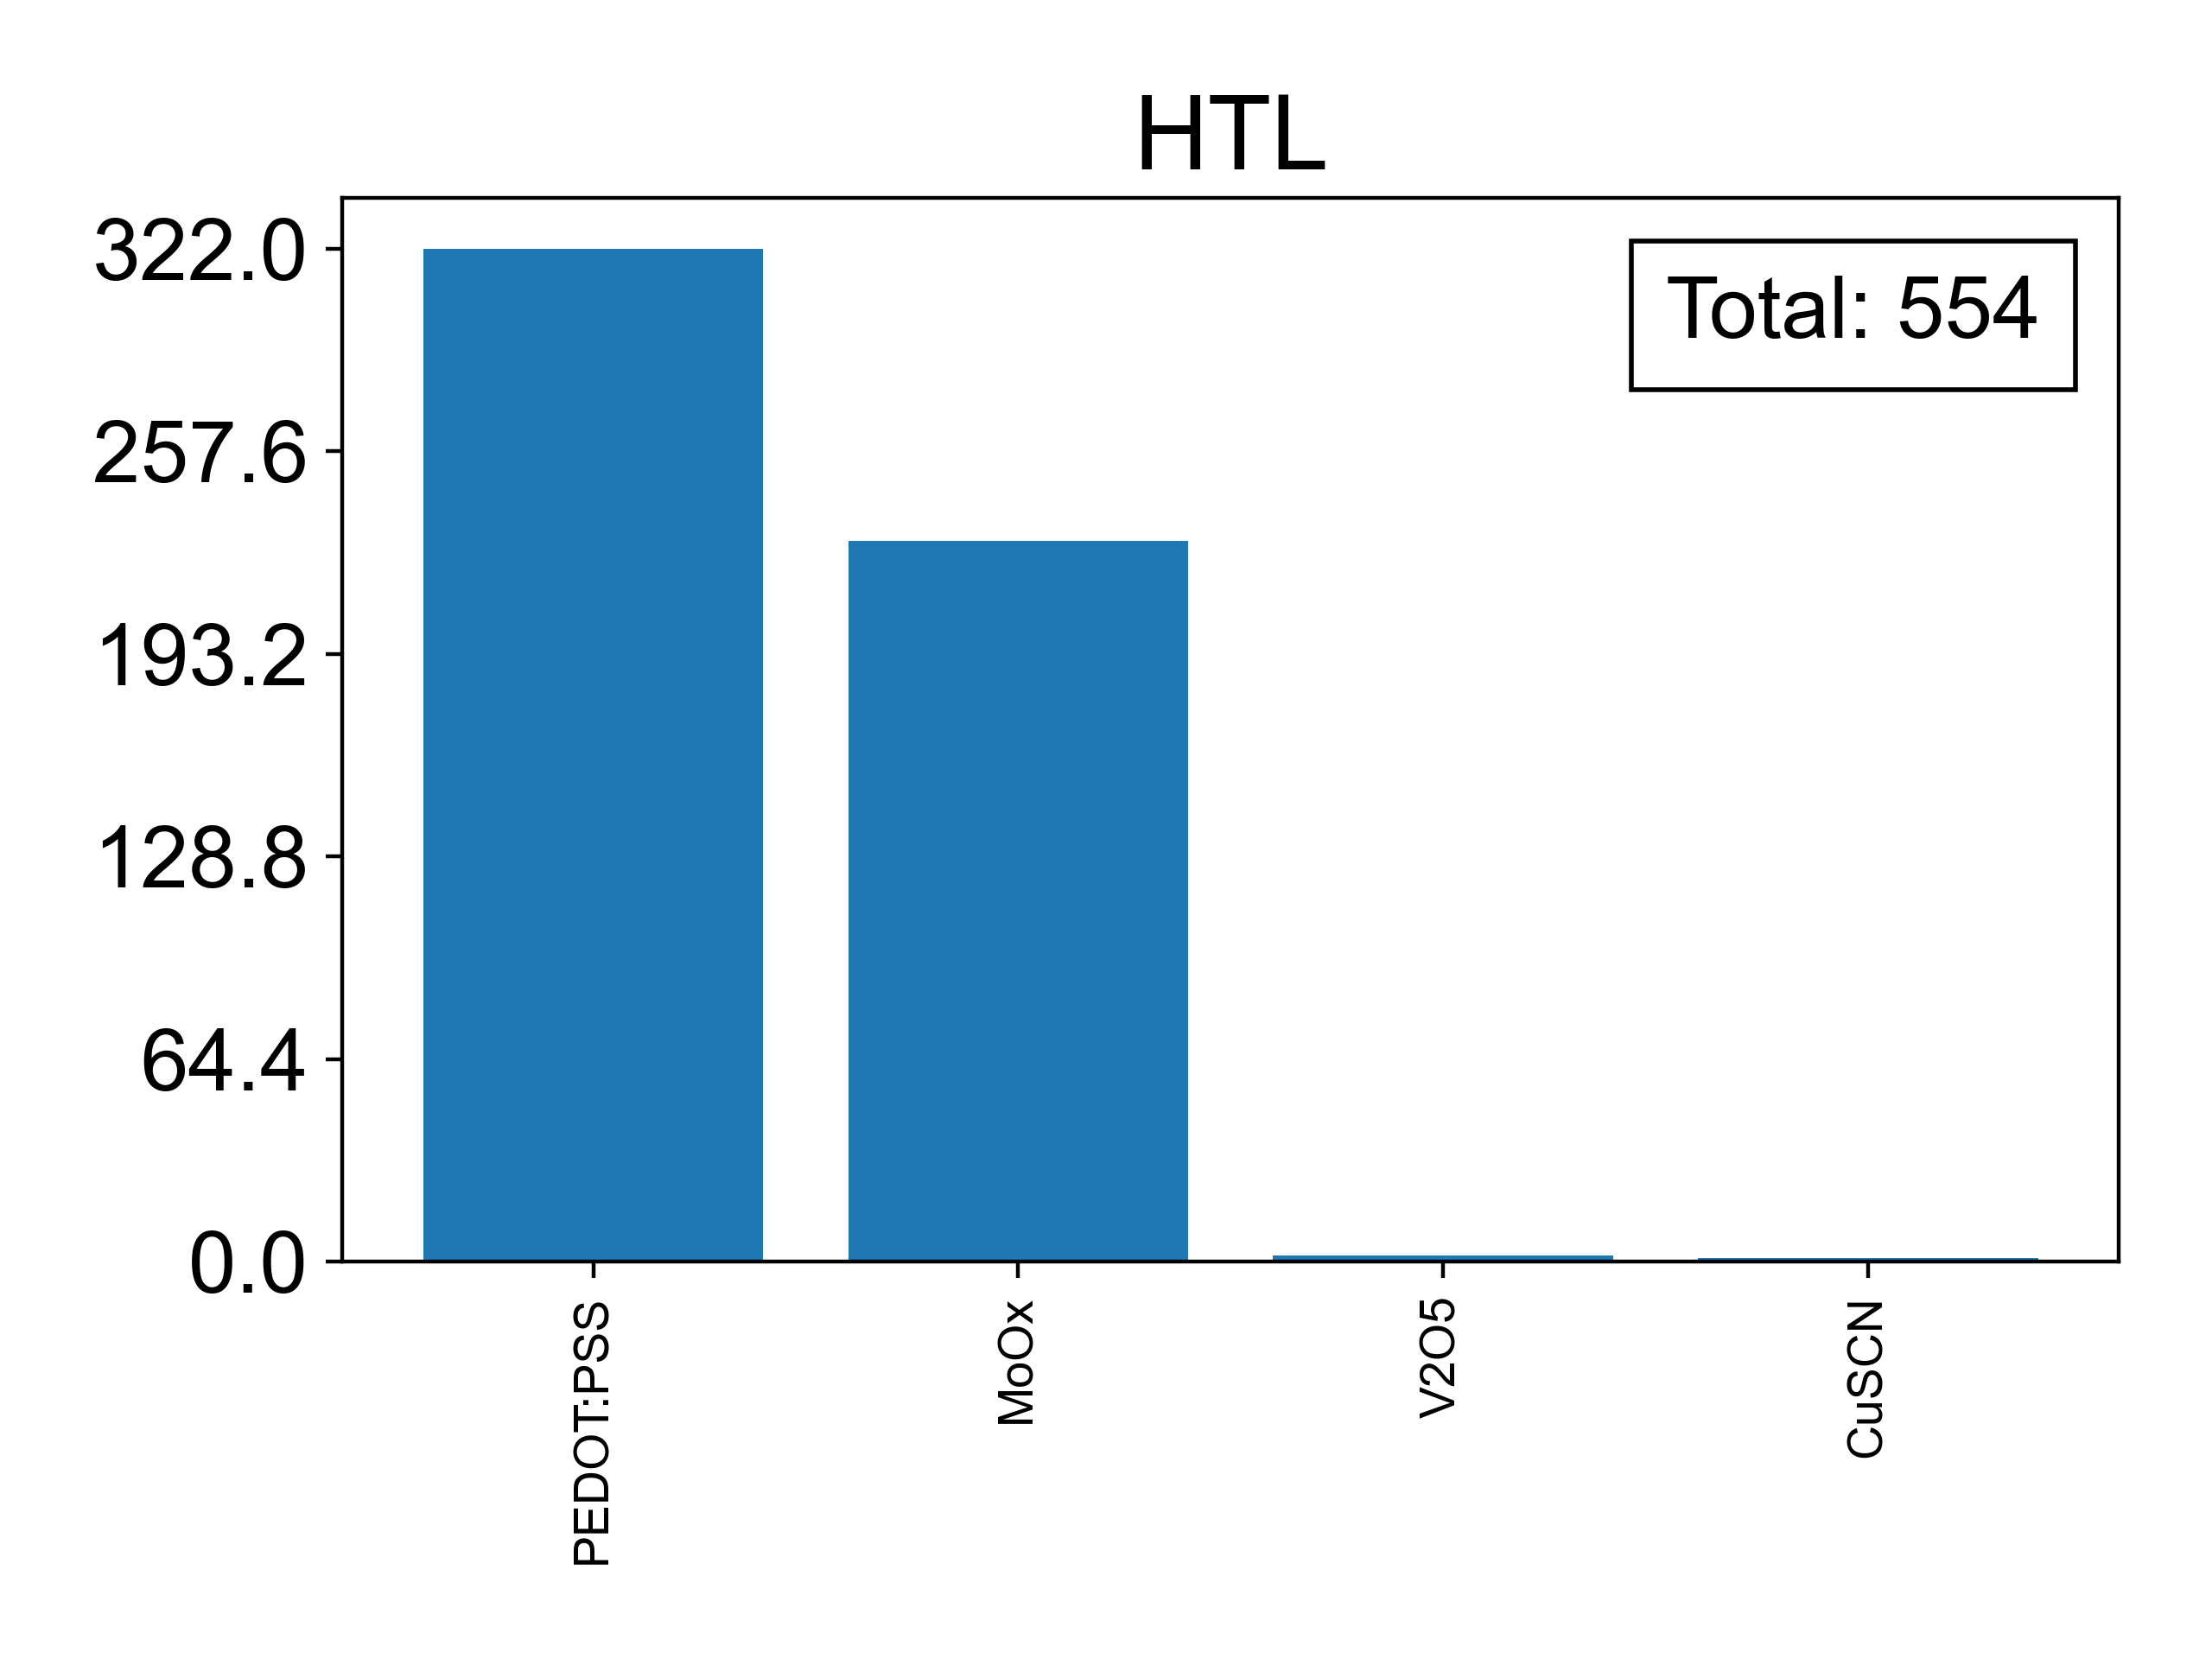 HTL
322.0
257.6
193.2
128.8
64.4
0.0
Total: 554
PEDOT:PSS
MoOx
V2O5
CuSCN